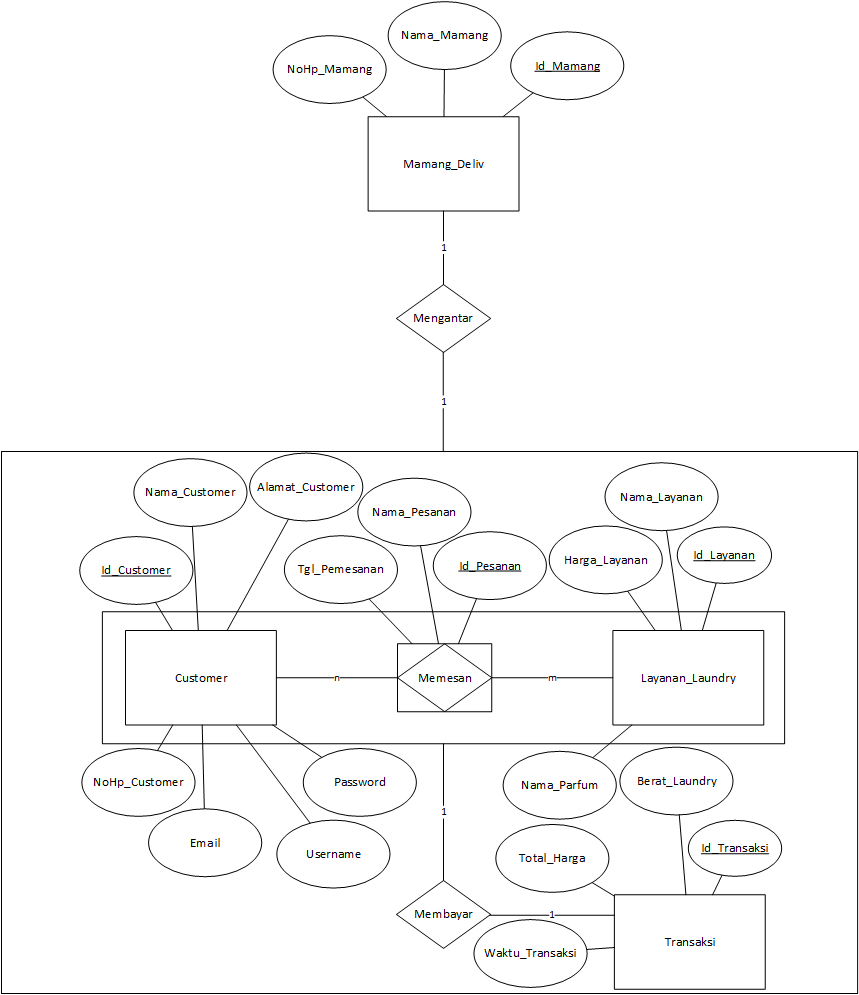 Nama_Mamang
NoHp_Mamang
Id_Mamang
Mamang_Deliv
1
Mengantar
1
Nama_Customer
Alamat_Customer
Nama_Pesanan
Nama_Layanan
Id_Customer
Tgl_Pemesanan
Id_Pesanan
Harga_Layanan
Id_Layanan
Customer
n
Memesan
m
Layanan_Laundry
NoHp_Customer
Password
Nama_Parfum
Berat_Laundry
1
Email
Username
Total_Harga
Id_Transaksi
Membayar
1
Waktu_Transaksi
Transaksi